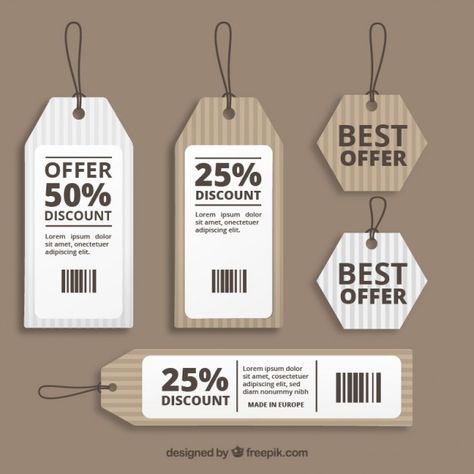 OFFER
50%
DISCOUNT
Lorem ipsum dolor
sit amet, onectetuer
adipiscing elit
25%
DISCOUNT
Lorem ipsum dolor
sit amet, onectetuer
adipiscing elit
BEST
OFFER
BEST
OFFER
25%
DISCOUNT
Lorem ipsum dolor sit
amet, consectetuer
adipiscing elit, sed diam
nonummy nibh
MADE IN EUROPE
designed by freepik.com